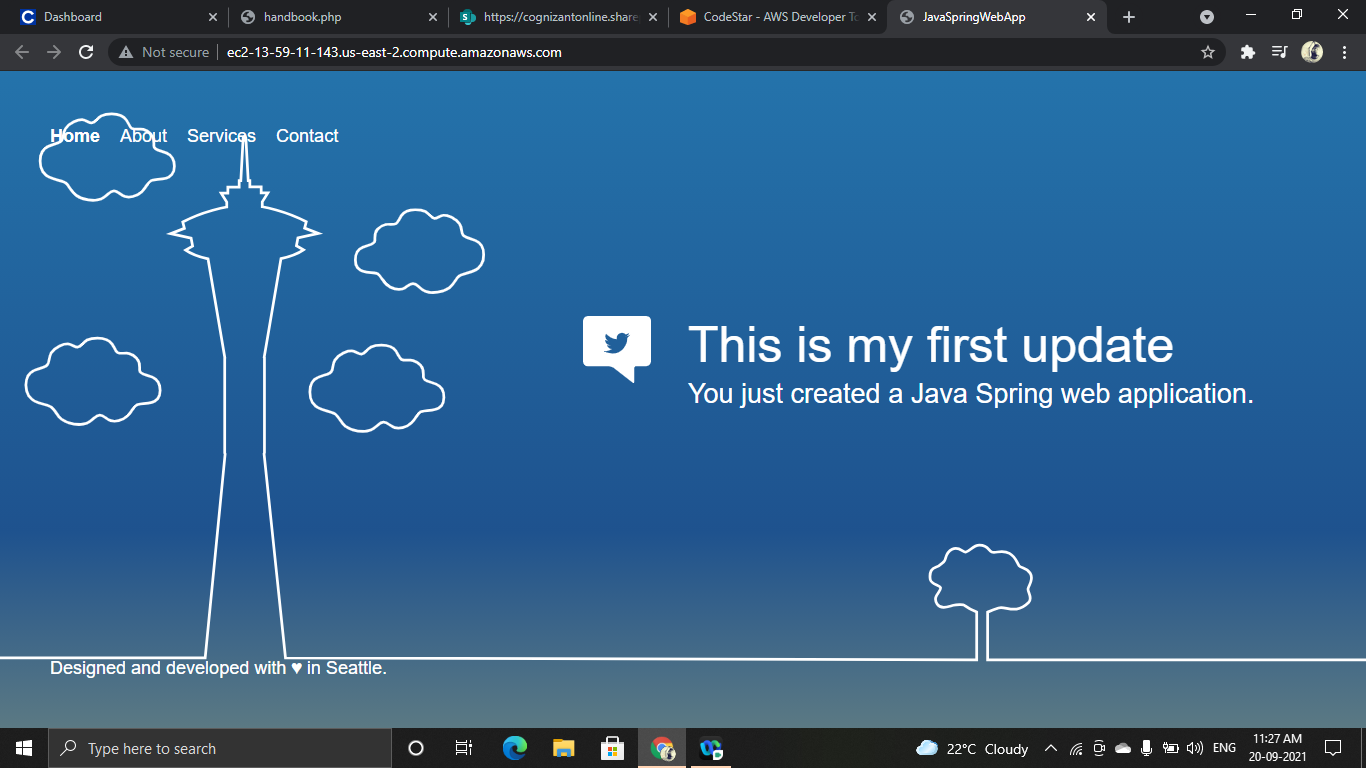 Dashboard
handbook.php
https://cognizantonline.share
CodeStar - AWS Developer To
JavaSpringWebApp
Not secure
ec2-13-59-11-143.us-east-2.compute.amazonaws.com
Home About Services Contact
This is my first update
You just created a Java Spring web application.
Designed and developed with ♥ in Seattle.
Type here to search
22°C Cloudy
ENG
11:27 AM
20-09-2021